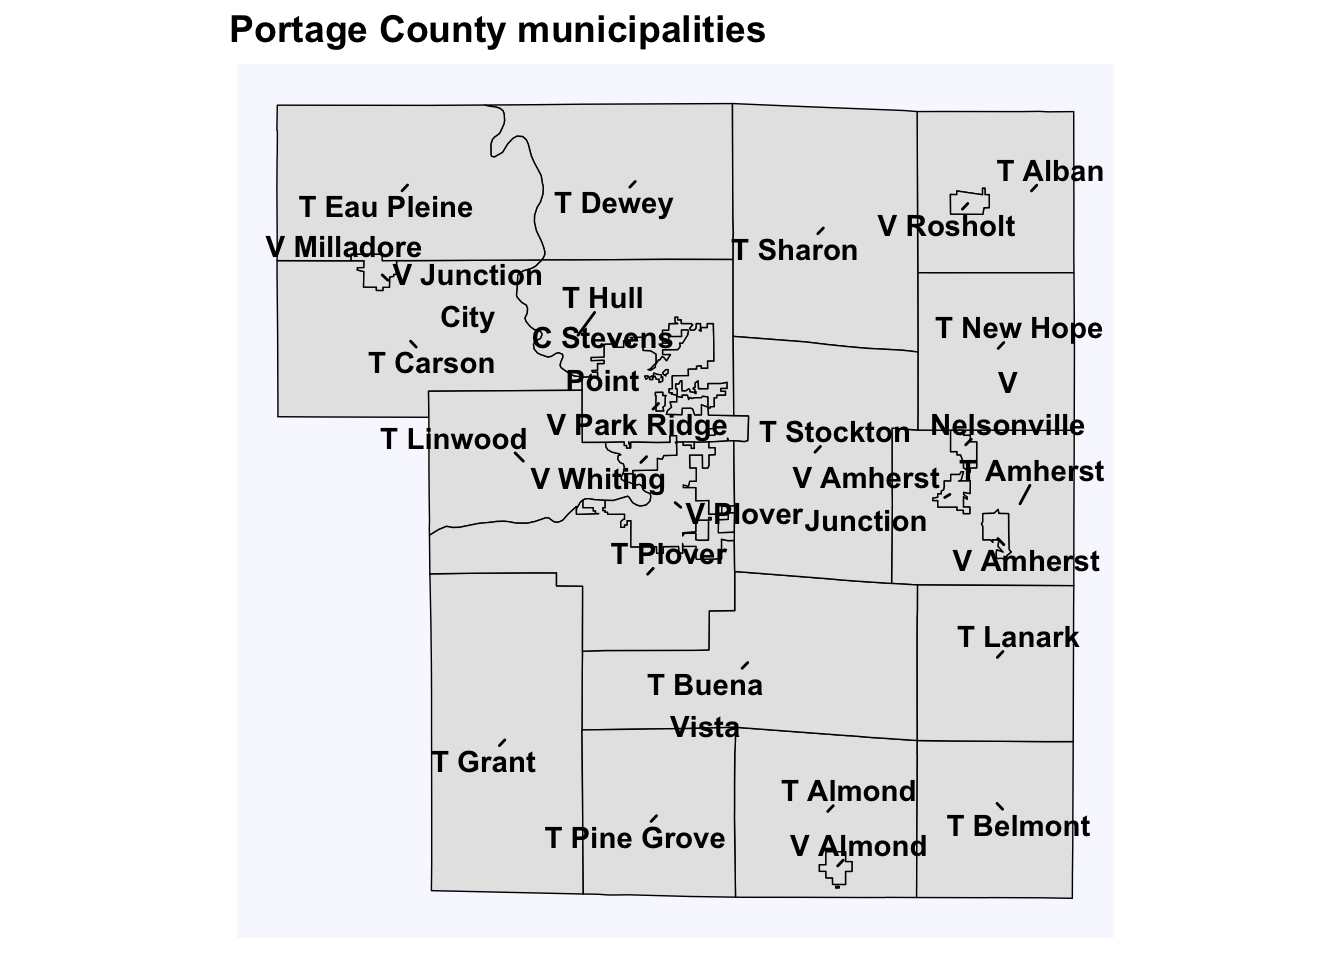 Portage County municipalities
T Alban
T Eau Pleine
T Dewey
V Rosholt
V Milladore
T Sharon
V Junction
City
T Hull
T New Hope
C Stevens
Point
T Carson
V
Nelsonville
V Park Ridge
T Stockton
T Linwood
T Amherst
V Whiting
V Amherst
Junction
V Plover
T Plover
V Amherst
T Lanark
T Buena
Vista
T Grant
T Almond
T Pine Grove
V Almond
T Belmont